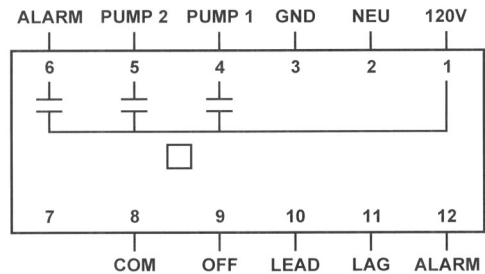 ALARM PUMP 2 PUMP 1 GND NEU 120V
6 5 4 3 2 1
7 8 9 10 11 12
COM OFF LEAD LAG ALARM